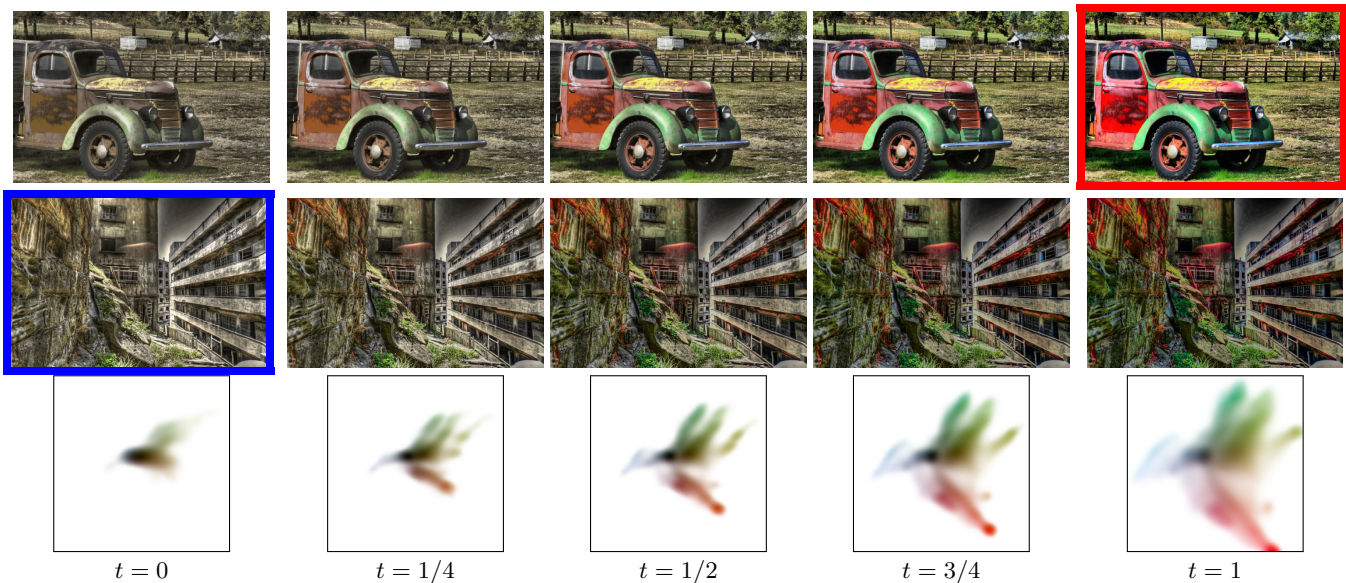 t = 0 t = 1/4 t = 1/2 t = 3/4 t = 1